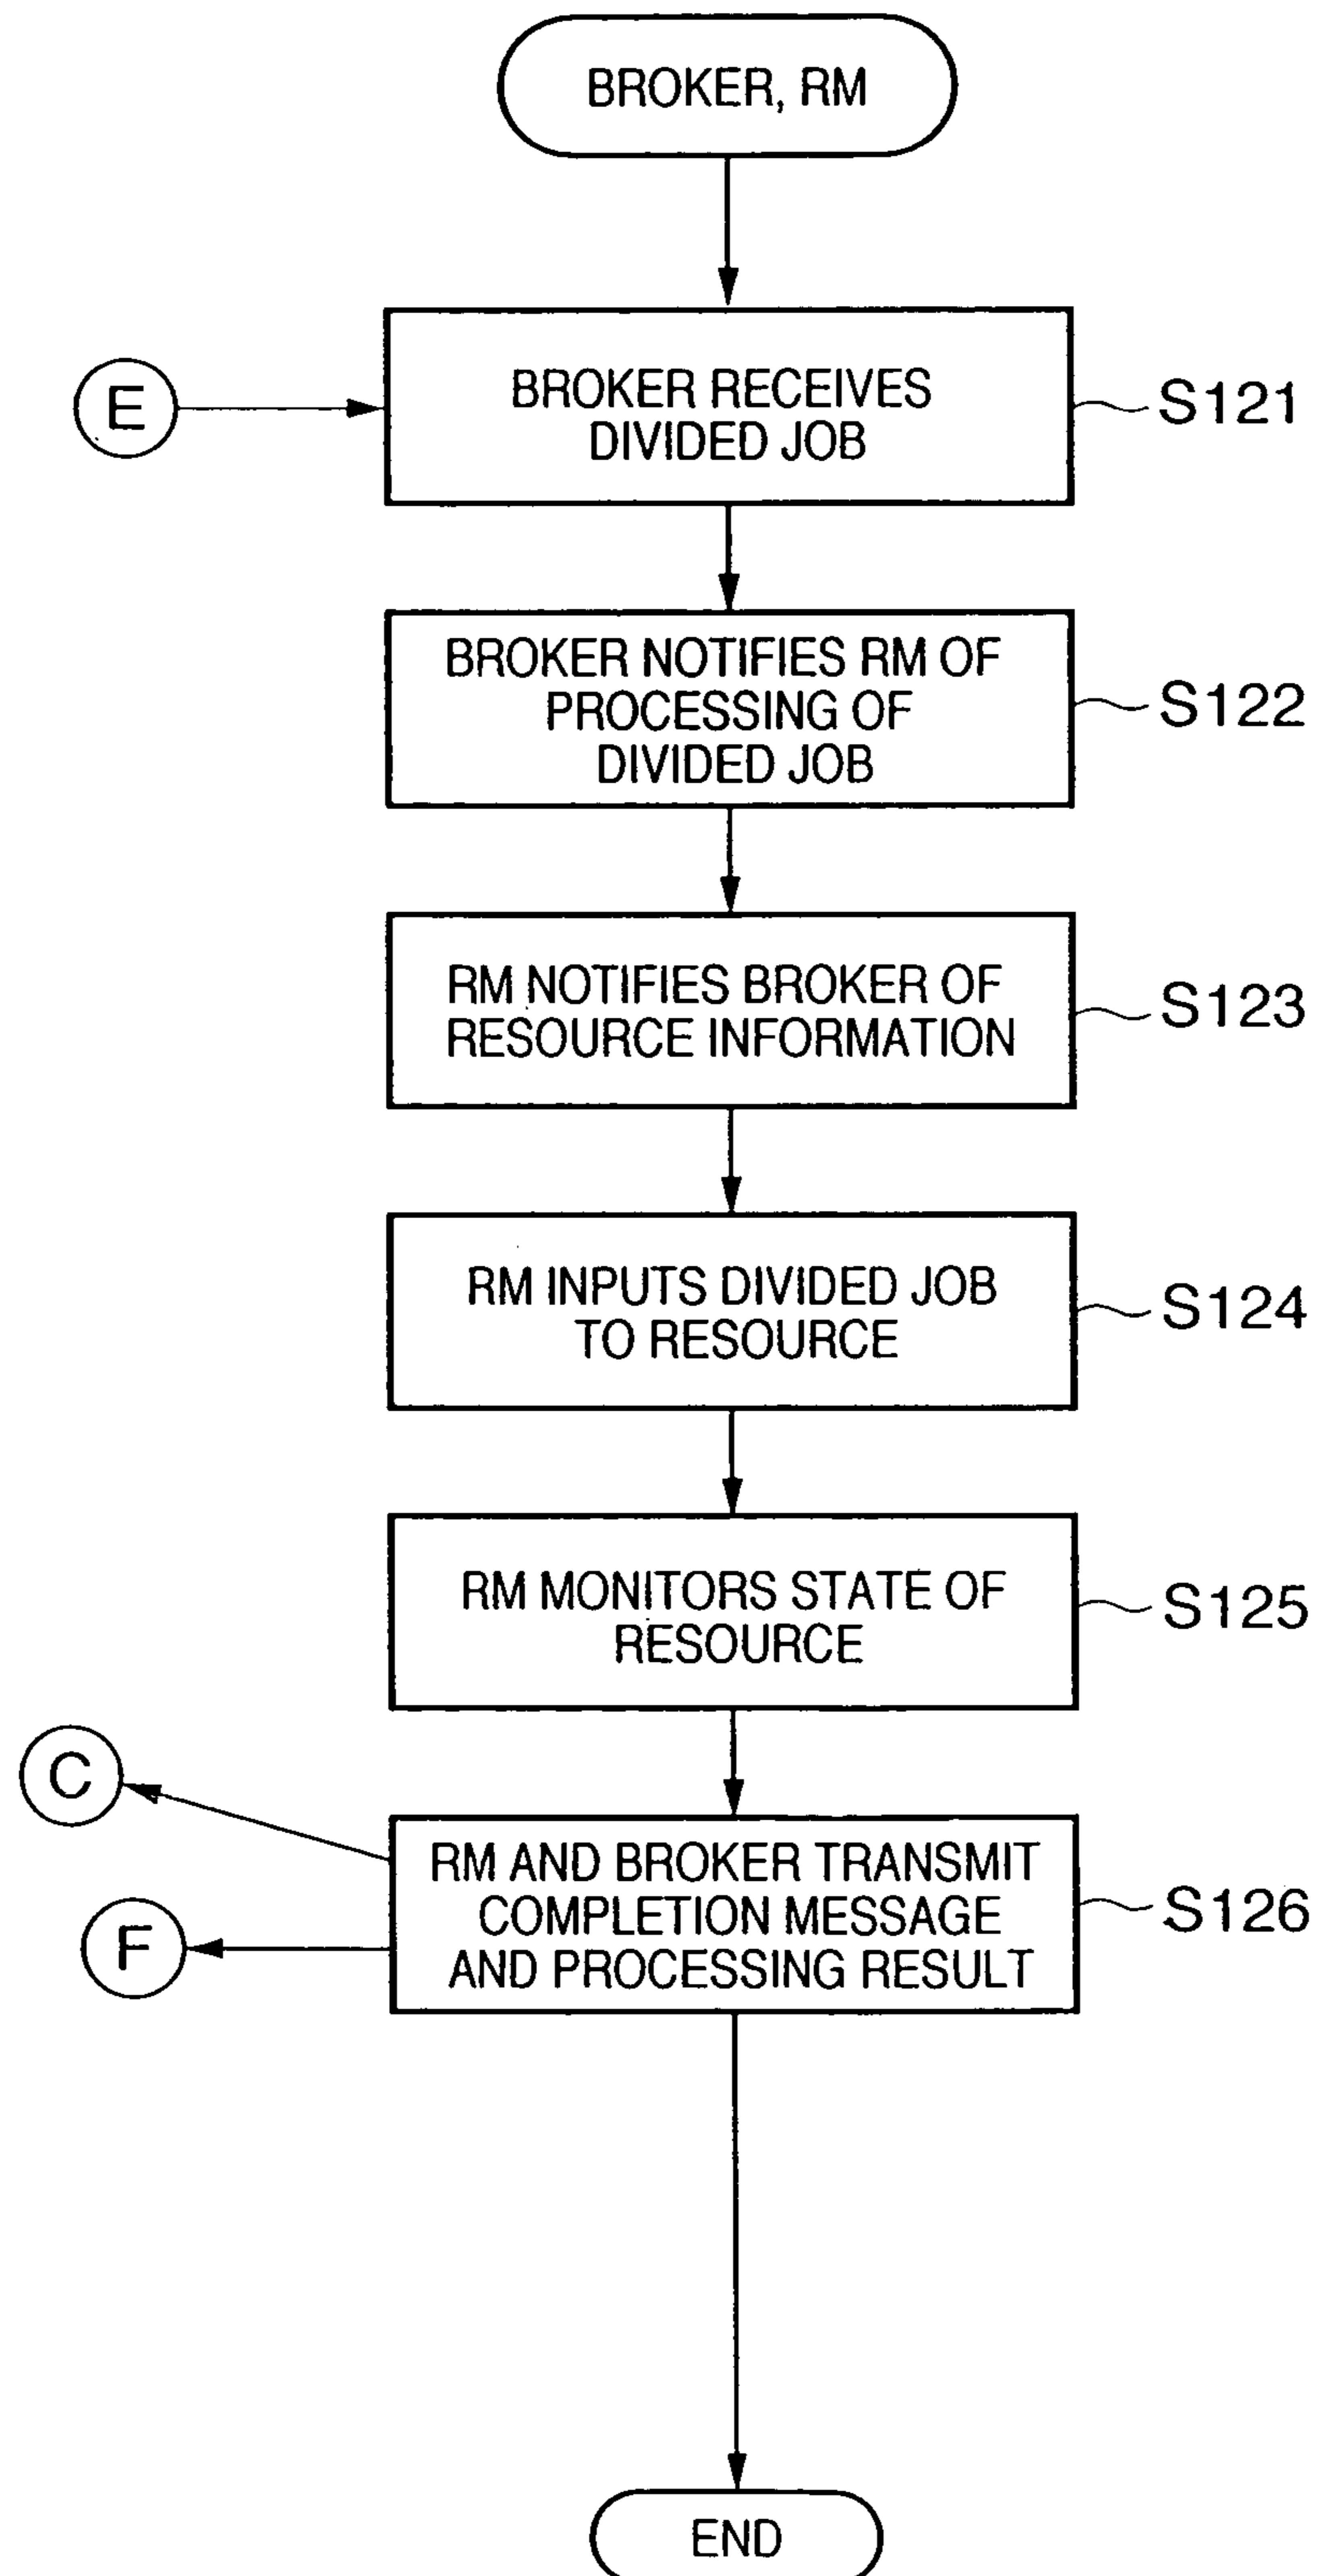 BROKER, RM
E
BROKER RECEIVES
DIVIDED JOB
S121
BROKER NOTIFIES RM OF
PROCESSING OF
DIVIDED JOB
S122
RM NOTIFIES BROKER OF
RESOURCE INFORMATION
S123
RM INPUTS DIVIDED JOB
TO RESOURCE
S124
RM MONITORS STATE OF
RESOURCE
S125
C
RM AND BROKER TRANSMIT
COMPLETION MESSAGE
AND PROCESSING RESULT
S126
F
END